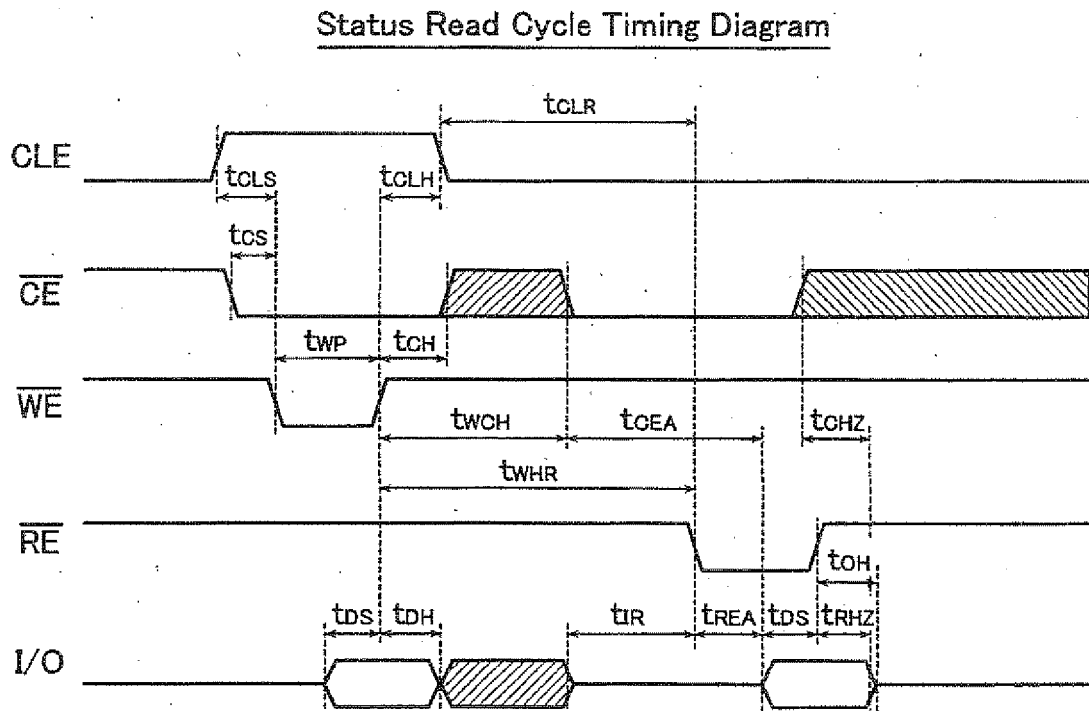 Status Read Cycle Timing Diagram
tCLR
CLE
tCLS
tCLH
tCS
CE
tWP
tCH
WE
tWCH
tCEA
tCHZ
tWHR
RE
tOH
tDS
tDH
tIR
tREA
tDS
tRHZ
I/O